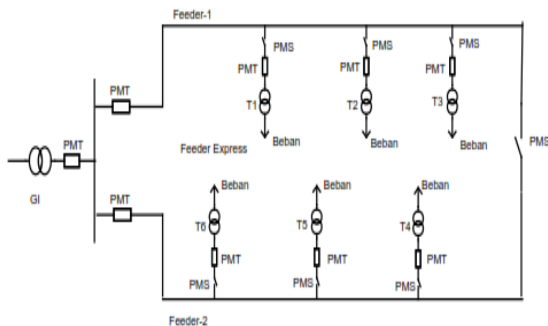 Feeder-1
PMS
PMS
PMS
PMT
PMT
PMT
T1
T2
T3
Beban
Beban
Beban
PMT
PMT
GI
Feeder Express
PMS
PMT
Beban
Beban
Beban
T6
T5
T4
PMT
PMT
PMT
PMS
PMS
PMS
Feeder-2